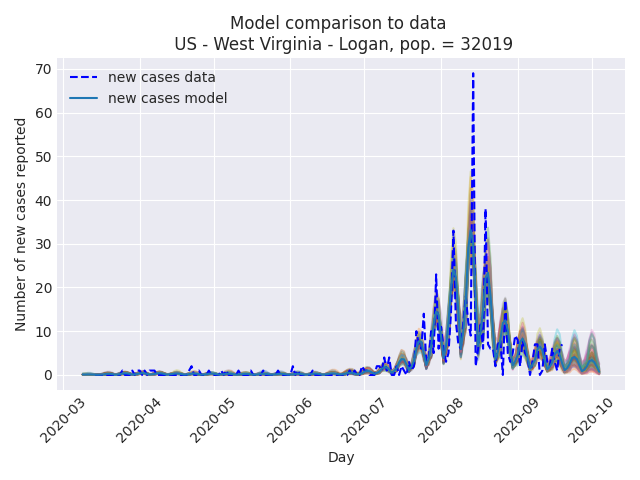 Model comparison to data
US - West Virginia - Logan, pop. = 32019
new cases data
new cases model
Number of new cases reported
70
60
50
40
30
20
10
0
2020-03
2020-04
2020-05
2020-06
2020-07
2020-08
2020-09
2020-10
Day